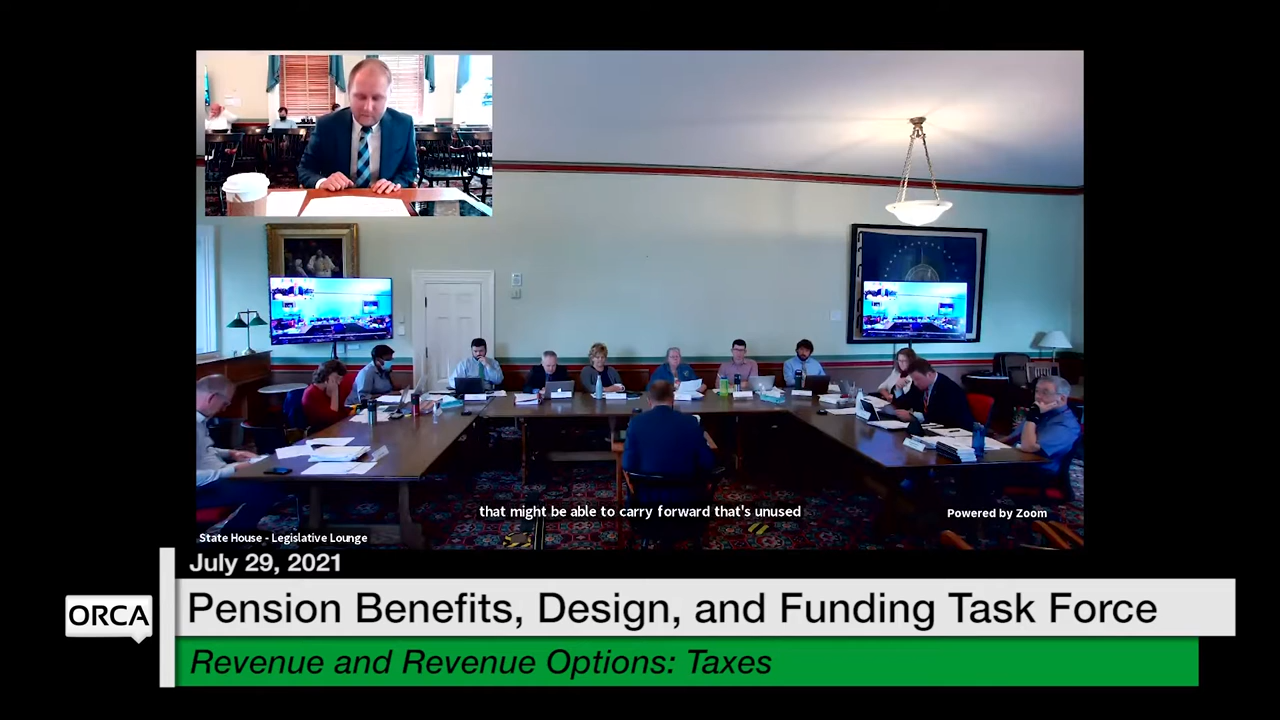 that might be able to carry forward that's unused
Powered by Zoom
State House - Legislative Lounge
July 29, 2021
ORCA
Pension Benefits, Design, and Funding Task Force
Revenue and Revenue Options: Taxes